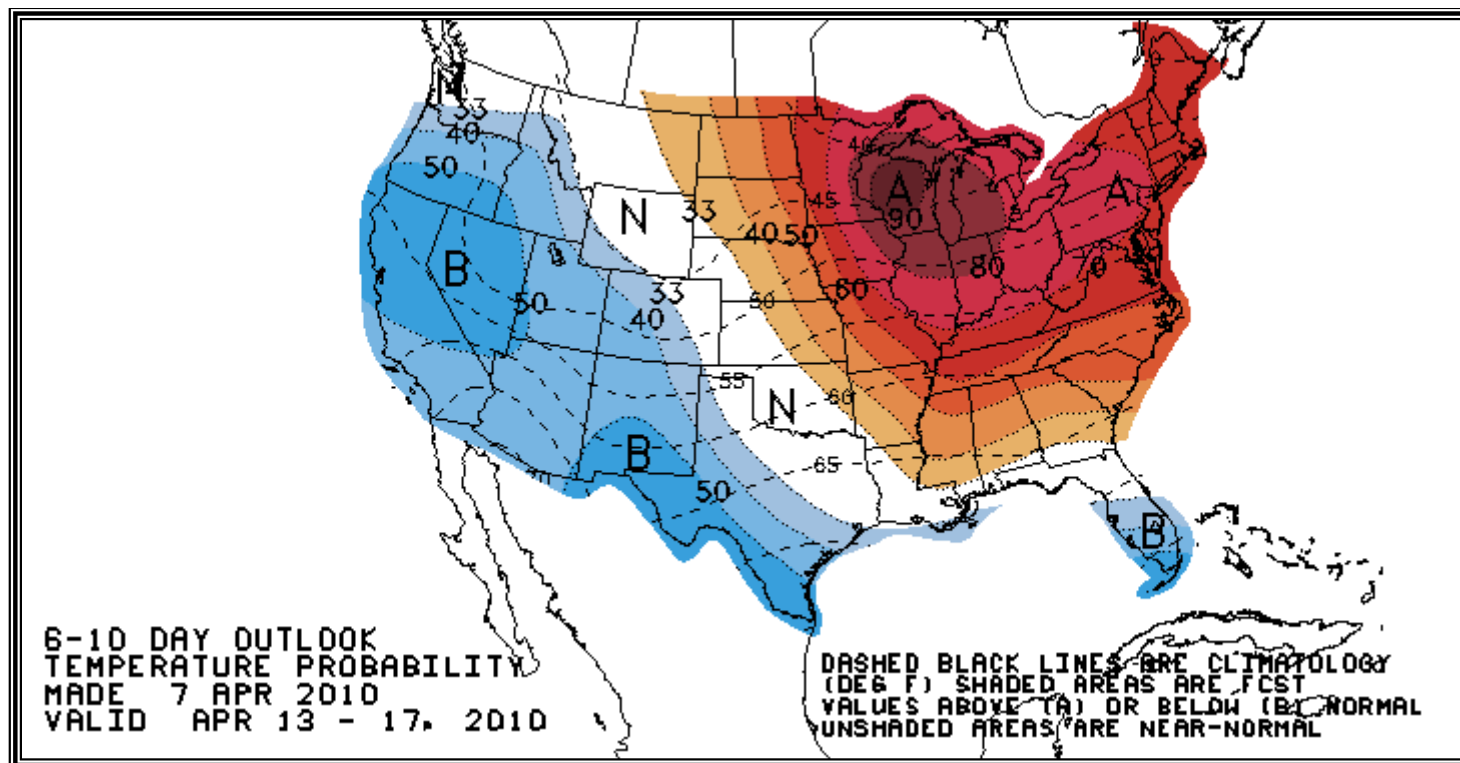 N
33
40
50
B
50
N
33
33
40
B
50
40
50
45
A
90
80
60
50
A
70
55
N
60
65
70
B
6-10 DAY OUTLOOK
TEMPERATURE PROBABILITY
MADE 7 APR 2010
VALID APR 13 - 17, 2010
DASHED BLACK LINES ARE CLIMATOLOGY
(DEG F) SHADED AREAS ARE FCST
VALUES ABOVE (A) OR BELOW (B) NORMAL
UNSHADED AREAS ARE NEAR-NORMAL